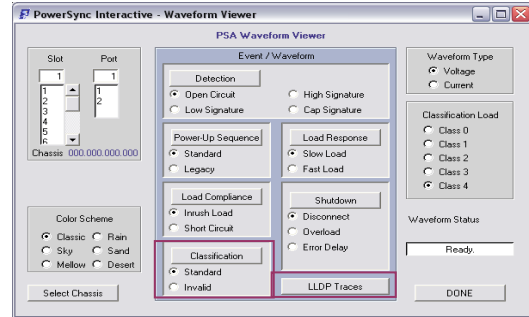 PowerSync Interactive - Waveform Viewer
PSA Waveform Viewer
Slot Port
1 1
1 1
2 2
3
4
5
6
Chassis 000.000.000.000
Color Scheme
Classic Rain
Sky Sand
Mellow Desert
Select Chassis
Event / Waveform
Detection
Open Circuit High Signature
Low Signature Cap Signature
Power-Up Sequence
Standard
Legacy
Load Response
Slow Load
Fast Load
Load Compliance
Inrush Load
Short Circuit
Shutdown
Disconnect
Overload
Error Delay
Classification
Standard
Invalid
LLDP Traces
Waveform Type
Voltage
Current
Classification Load
Class 0
Class 1
Class 2
Class 3
Class 4
Waveform Status
Ready.
DONE